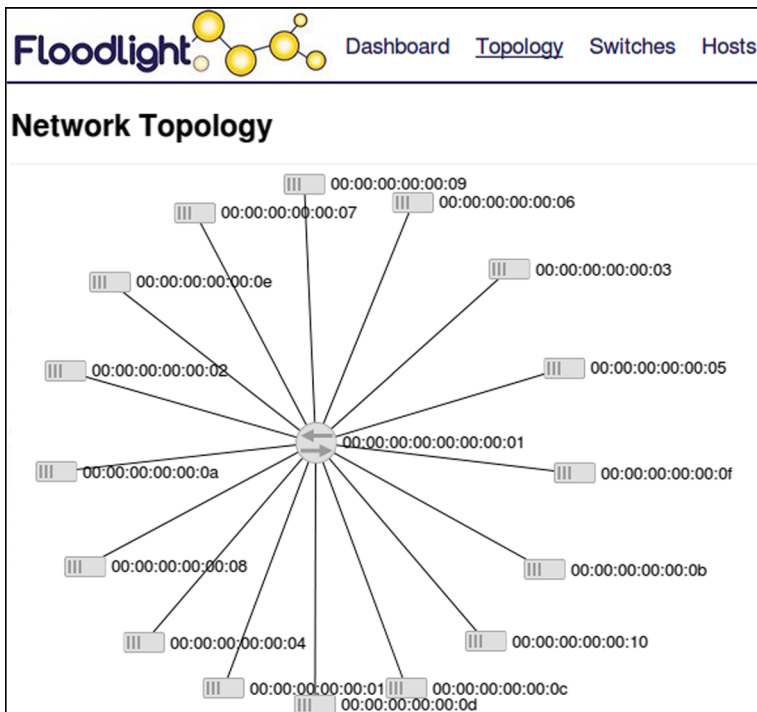 Floodlight Dashboard Topology Switches Hosts
Network Topology
00:00:00:00:00:09
00:00:00:00:00:06
00:00:00:00:00:07
00:00:00:00:00:03
00:00:00:00:00:0e
00:00:00:00:00:05
00:00:00:00:00:02
00:00:00:00:00:00:00:01
00:00:00:00:00:0a
00:00:00:00:00:0f
00:00:00:00:00:08
00:00:00:00:00:0b
00:00:00:00:00:04
00:00:00:00:00:10
00:00:00:00:00:01
00:00:00:00:00:0c
00:00:00:00:00:0d